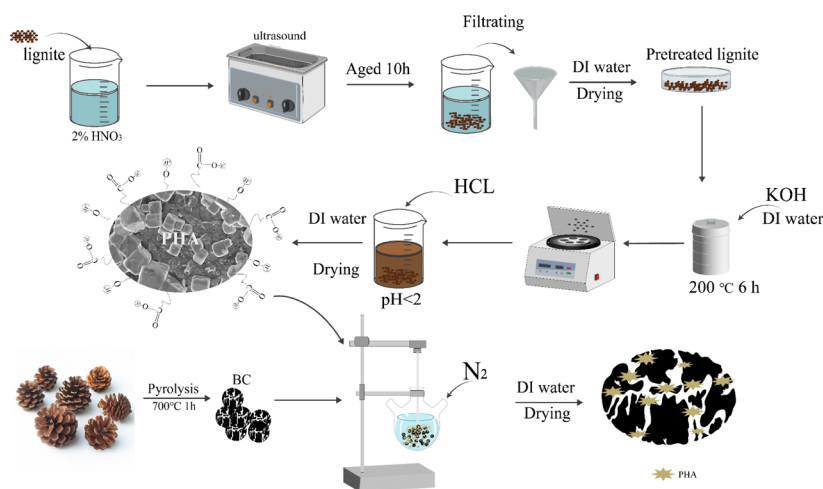 lignite
2% HNO₃
ultrasound
Aged 10h
Filtrating
DI water
Drying
Pretreated lignite
KOH
DI water
200 ℃ 6 h
HCL
pH<2
DI water
Drying
PHA
Pyrolysis
700℃ 1h
BC
N₂
DI water
Drying
PHA